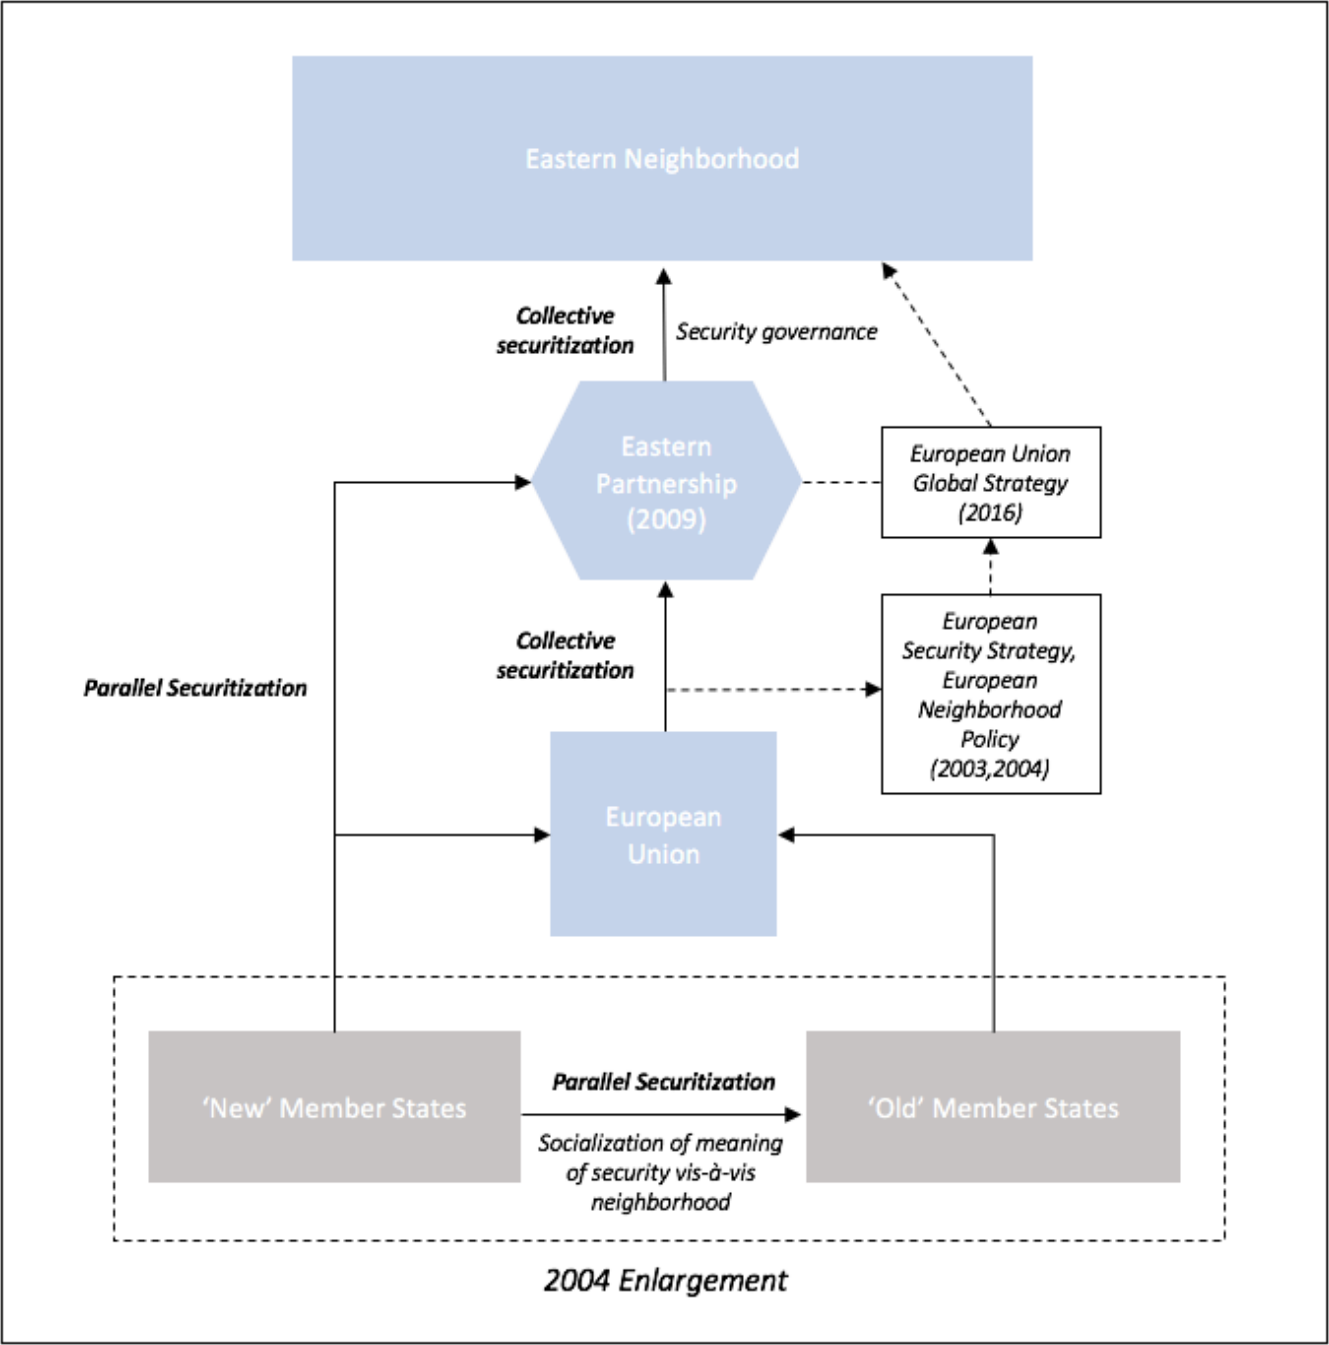 Eastern Neighborhood
Collective
securitization
Security governance
Eastern
Partnership
(2009)
European Union
Global Strategy
(2016)
European
Security Strategy,
European
Neighborhood
Policy
(2003,2004)
Collective
securitization
Parallel Securitization
European
Union
‘New’ Member States
Parallel Securitization
Socialization of meaning
of security vis-à-vis
neighborhood
‘Old’ Member States
2004 Enlargement